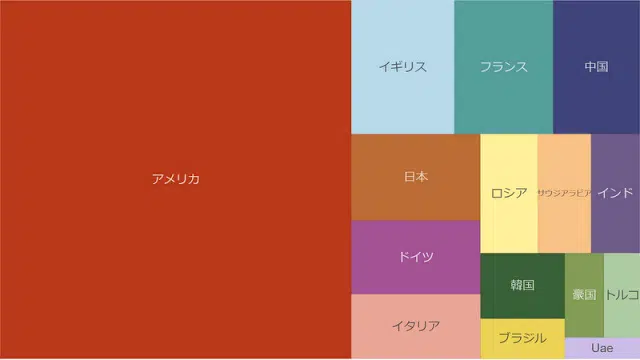 アメリカ
イギリス
フランス
中国
日本
ロシア
サウジアラビア
インド
ドイツ
韓国
豪国
トルコ
イタリア
ブラジル
Uae